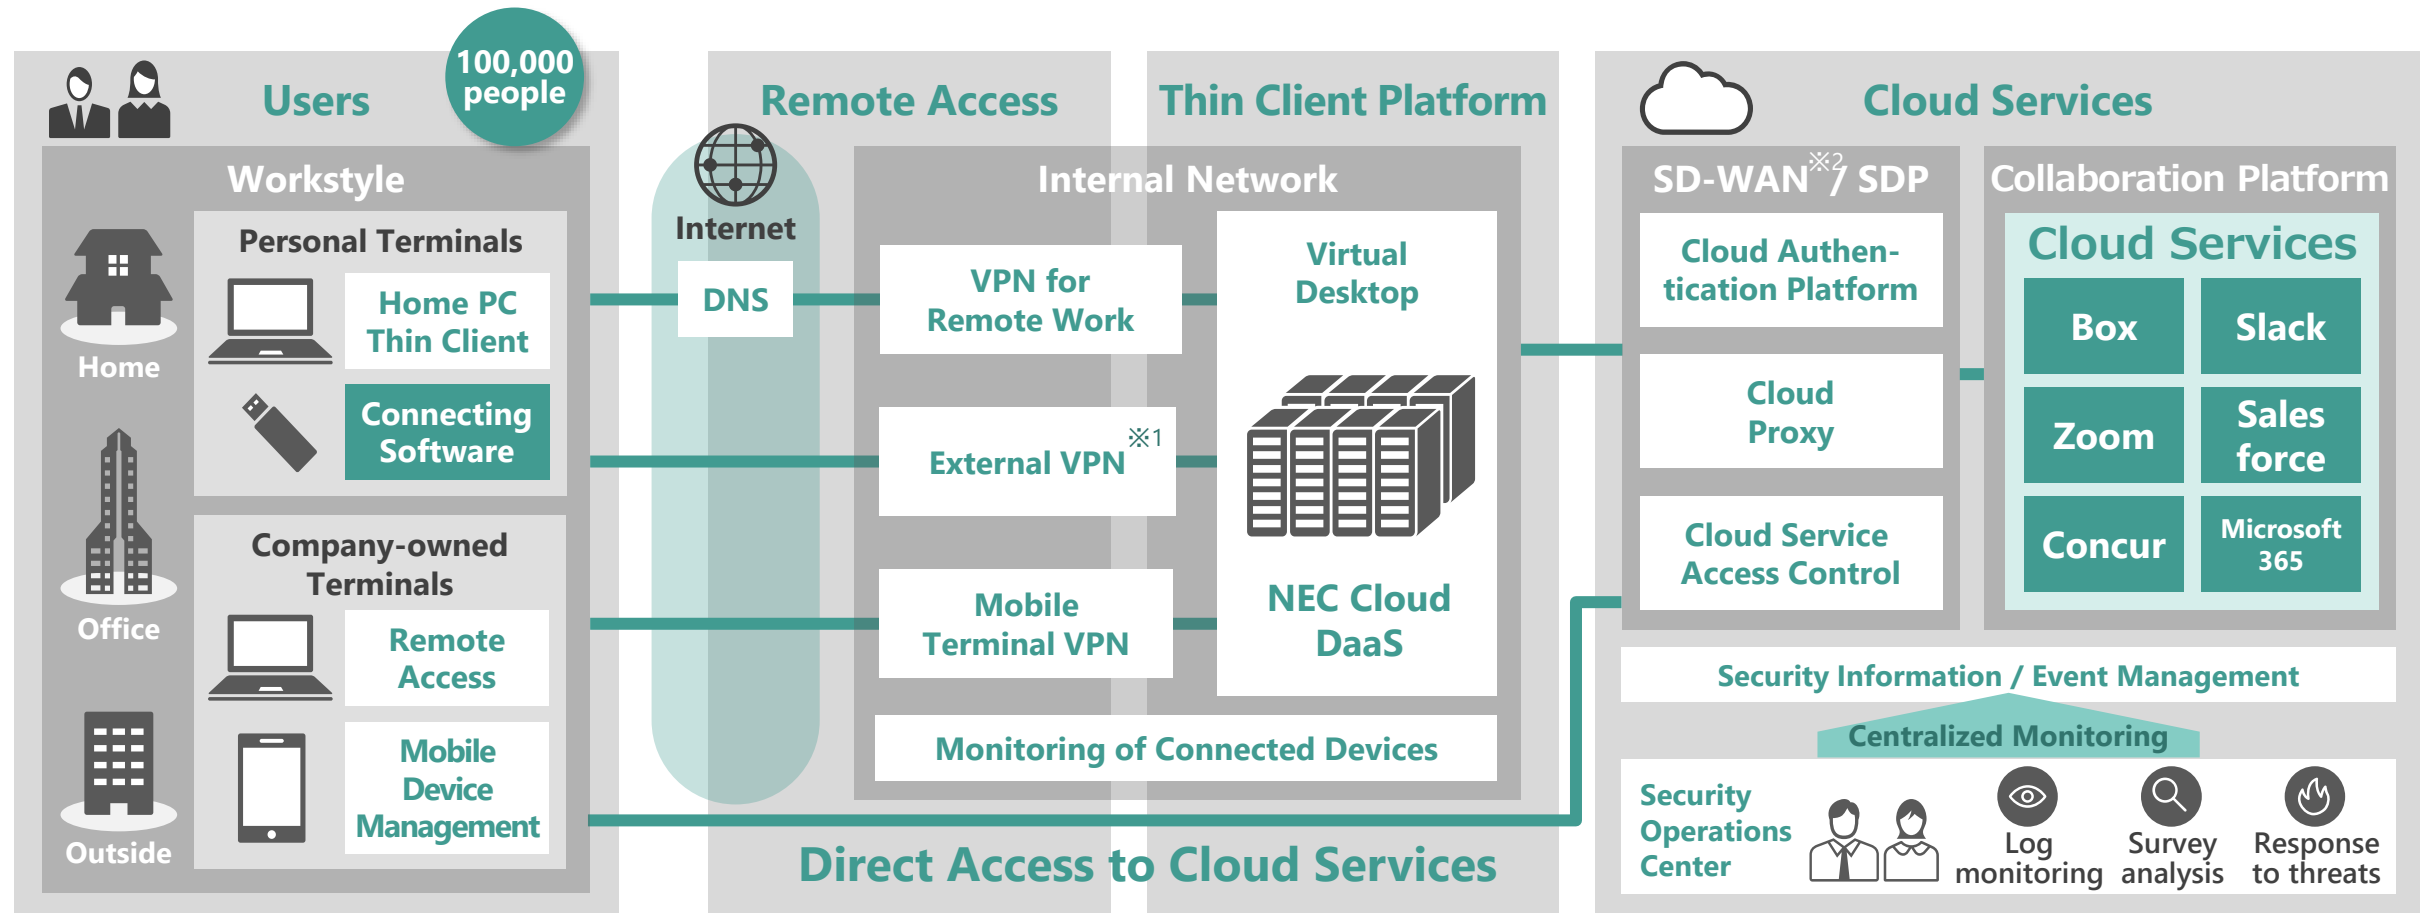 100,000
people
Users
Workstyle
Home
Office
Outside
Personal Terminals
Home PC
Thin Client
Connecting
Software
Company-owned
Terminals
Remote
Access
Mobile
Device
Management
Remote Access
Thin Client Platform
Internet
DNS
Internal Network
VPN for
Remote Work
External VPN※1
Mobile
Terminal VPN
Virtual
Desktop
NEC Cloud
DaaS
Monitoring of Connected Devices
Direct Access to Cloud Services
Cloud Services
SD-WAN※2/ SDP
Cloud Authen-
tication Platform
Cloud
Proxy
Cloud Service
Access Control
Collaboration Platform
Cloud Services
Box
Slack
Zoom
Sales
force
Concur
Microsoft
365
Security Information / Event Management
Centralized Monitoring
Security
Operations
Center
Log
monitoring
Survey
analysis
Response
to threats